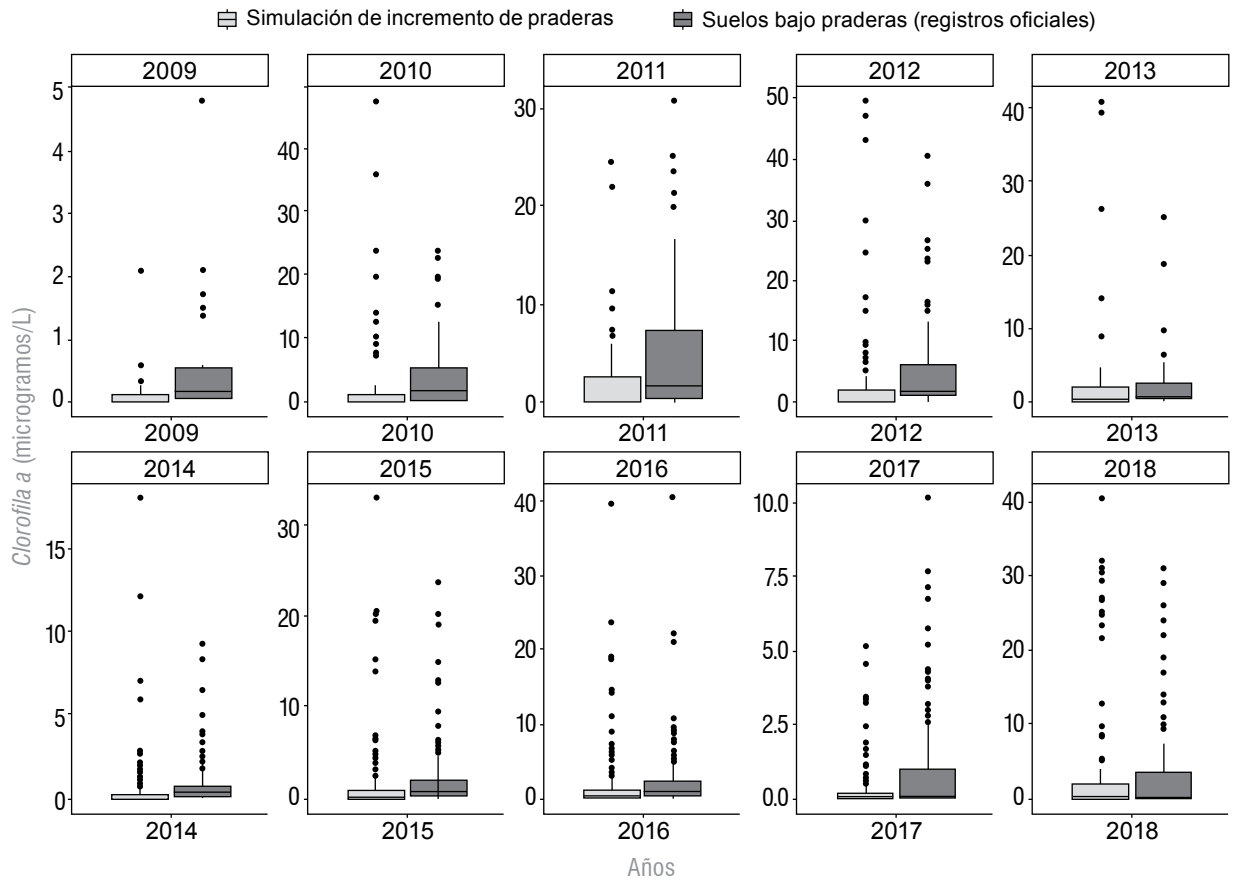 Simulación de incremento de praderas Suelos bajo praderas (registros oficiales)
Clorofila a (microgramos/L)
2009 2010 2011 2012 2013
5 4 3 2 1 0
40 30 20 10 0
30 20 10 0
50 40 30 20 10 0
40 30 20 10 0
2009 2010 2011 2012 2013
2014 2015 2016 2017 2018
15 10 5 0
30 20 10 0
40 30 20 10 0
10.0 7.5 5.0 2.5 0.0
40 30 20 10 0
2014 2015 2016 2017 2018
Años